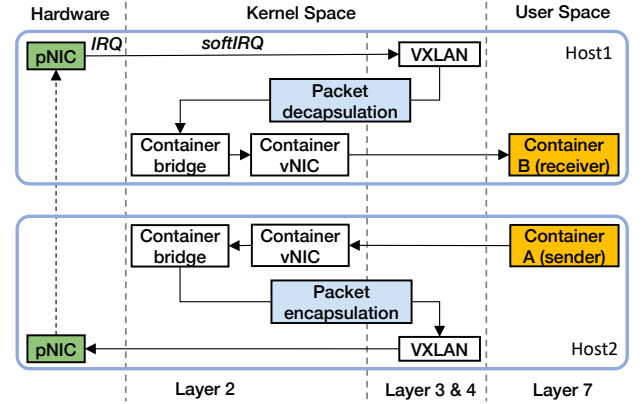 Hardware
Kernel Space
User Space
IRQ
softIRQ
Host1
pNIC
VXLAN
Packet
decapsulation
Container
bridge
Container
vNIC
Container
B (receiver)
Container
bridge
Container
vNIC
Container
A (sender)
Packet
encapsulation
pNIC
VXLAN
Host2
Layer 2
Layer 3 & 4
Layer 7